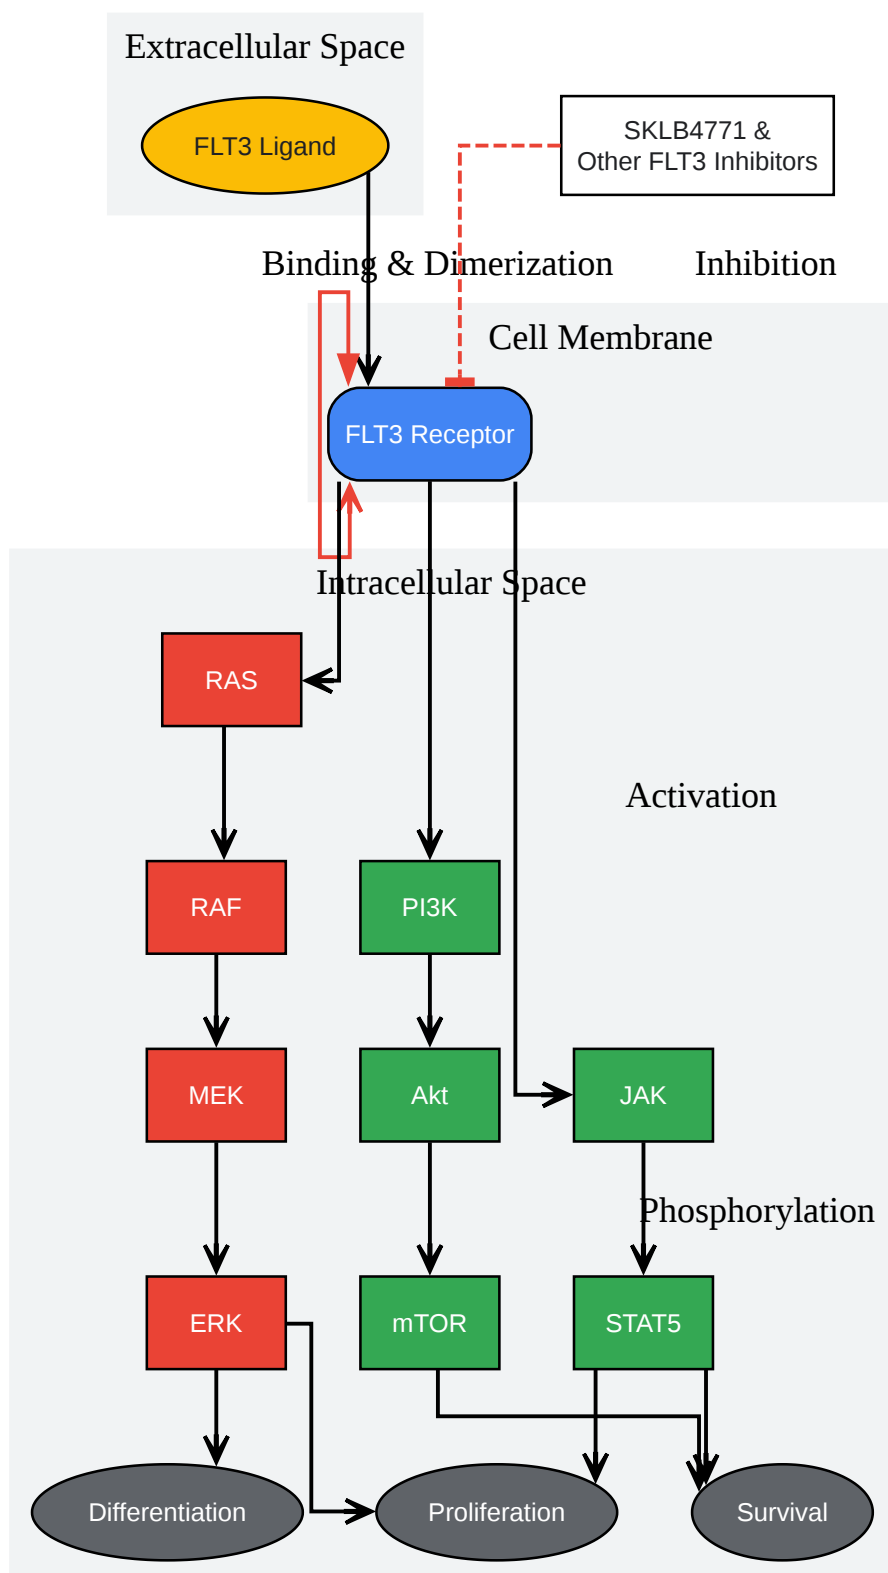 Extracellular Space
FLT3 Ligand
SKLB4771 &
Other FLT3 Inhibitors
Binding & Dimerization
Inhibition
Cell Membrane
FLT3 Receptor
Intracellular Space
RAS
Activation
RAF
PI3K
MEK
Akt
JAK
Phosphorylation
ERK
mTOR
STAT5
Differentiation
Proliferation
Survival